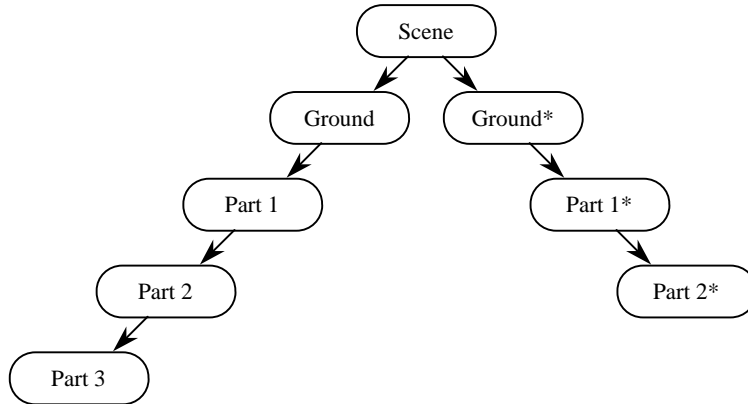 Scene
Ground
Ground*
Part 1
Part 1*
Part 2
Part 2*
Part 3